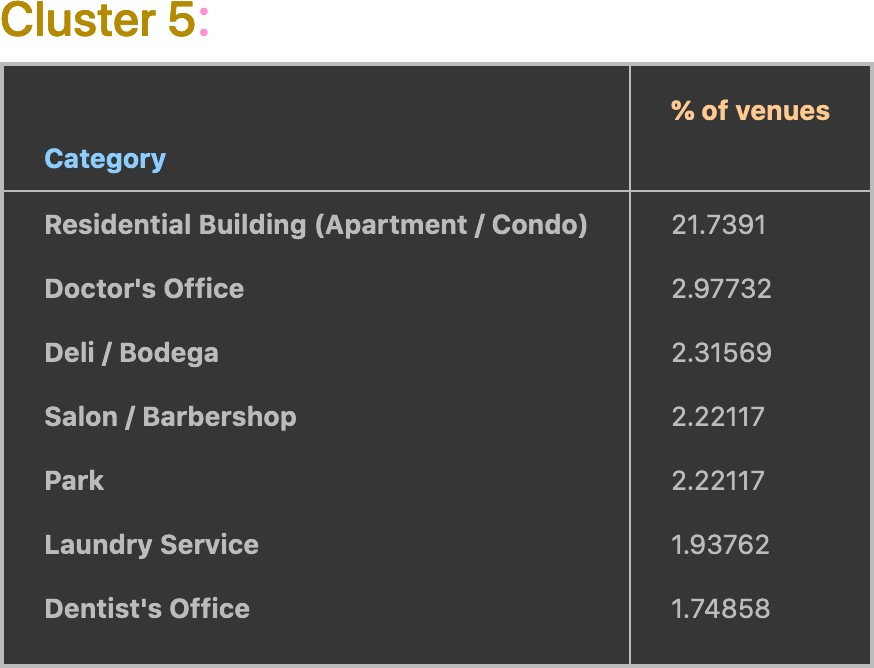 Cluster 5:
% of venues
Category
Residential Building (Apartment / Condo) 21.7391
Doctor's Office 2.97732
Deli / Bodega 2.31569
Salon / Barbershop 2.22117
Park 2.22117
Laundry Service 1.93762
Dentist's Office 1.74858